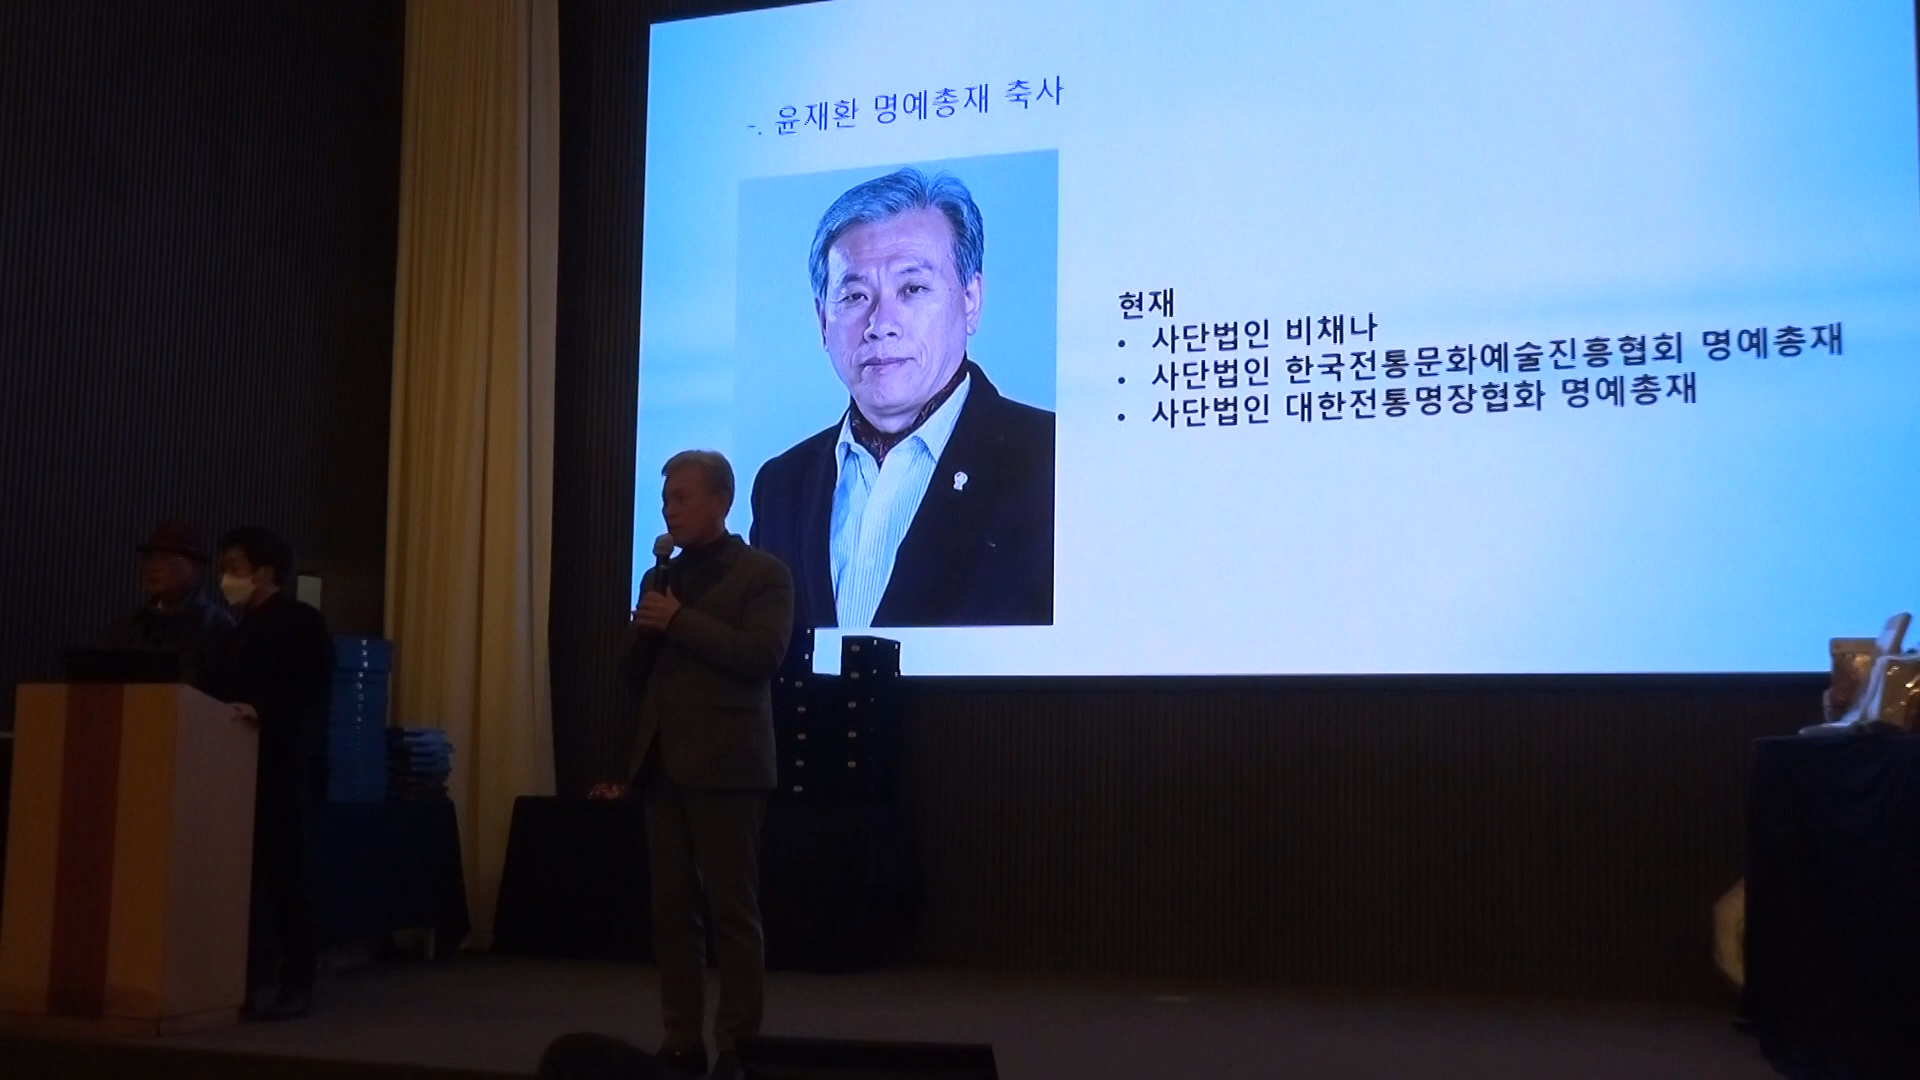 -. 윤재환 명예총재 축사
현재
• 사단법인 비채나
• 사단법인 한국전통문화예술진흥협회 명예총재
• 사단법인 대한전통명장협화 명예총재